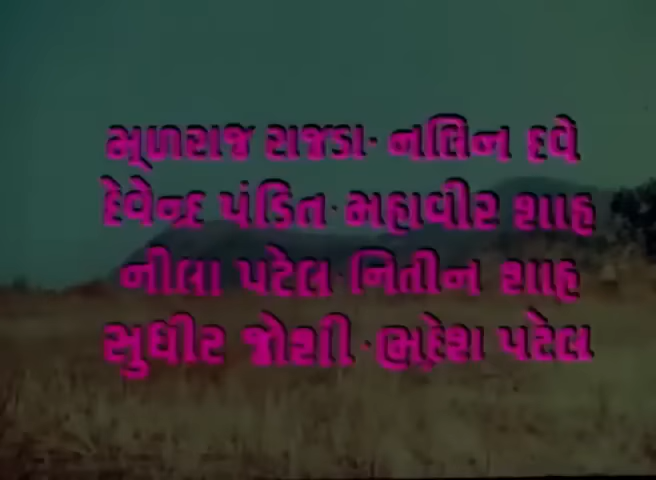 મૂળરાજ રાજડા · નલિન દવે
દેવેન્દ્ર પંડિત · મહાવીર શાહ
નીલા પટેલ · નિતીન શાહ
સુધીર જોશી · ભદ્રેશ પટેલ